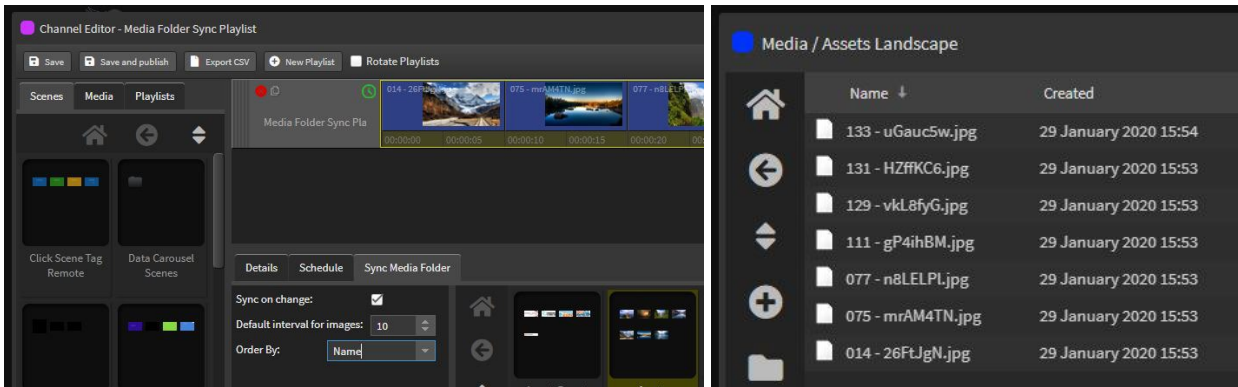 Channel Editor - Media Folder Sync Playlist
Save Save and publish Export CSV New Playlist Rotate Playlists
Scenes Media Playlists
014 - 26FtJgN.jpg 075 - mrAM4TN.jpg 077 - n8LELPl
Media Folder Sync Pla
00:00:00 00:00:05 00:00:10 00:00:15 00:00:20 00:
Click Scene Tag Remote
Data Carousel Scenes
Details Schedule Sync Media Folder
Sync on change:
Default interval for images: 10
Order By: Name
Media / Assets Landscape
Name Created
133 - uGauc5w.jpg 29 January 2020 15:54
131 - HZffKC6.jpg 29 January 2020 15:53
129 - vkL8fyG.jpg 29 January 2020 15:53
111 - gP4ihBM.jpg 29 January 2020 15:53
077 - n8LELPl.jpg 29 January 2020 15:53
075 - mrAM4TN.jpg 29 January 2020 15:53
014 - 26FtJgN.jpg 29 January 2020 15:53